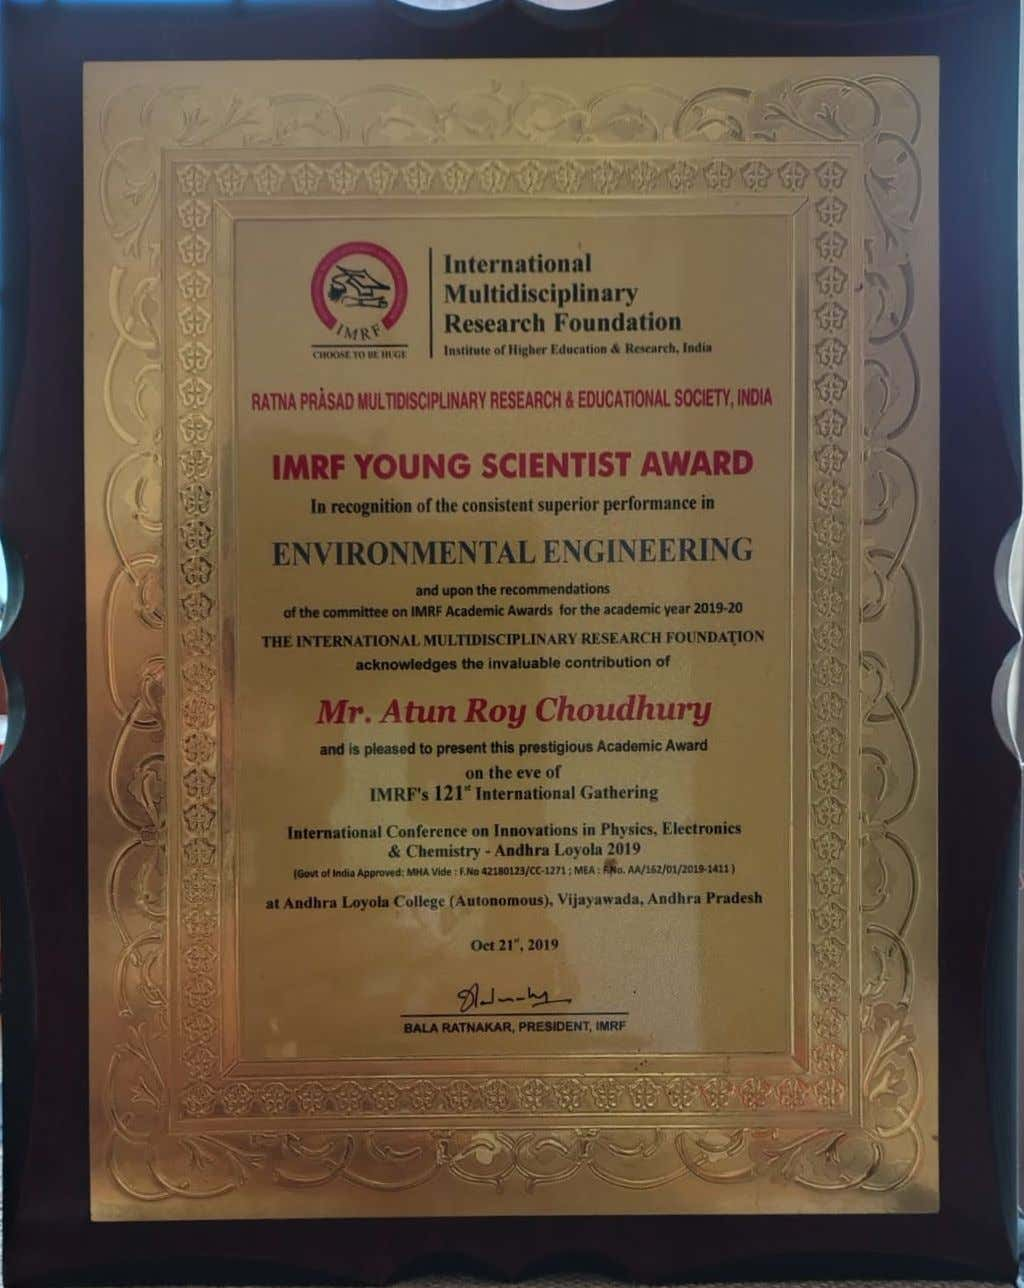 IMRF
CHOOSE TO BE HUGE
International
Multidisciplinary
Research Foundation
Institute of Higher Education & Research, India
RATNA PRASAD MULTIDISCIPLINARY RESEARCH & EDUCATIONAL SOCIETY, INDIA
IMRF YOUNG SCIENTIST AWARD
In recognition of the consistent superior performance in
ENVIRONMENTAL ENGINEERING
and upon the recommendations
of the committee on IMRF Academic Awards for the academic year 2019-20
THE INTERNATIONAL MULTIDISCIPLINARY RESEARCH FOUNDATION
acknowledges the invaluable contribution of
Mr. Atun Roy Choudhury
and is pleased to present this prestigious Academic Award
on the eve of
IMRF's 121st International Gathering
International Conference on Innovations in Physics, Electronics
& Chemistry - Andhra Loyola 2019
(Govt of India Approved: MHA Vide : F.No 42180123/CC-1271 ; MEA : F.No. AA/162/01/2019-1411 )
at Andhra Loyola College (Autonomous), Vijayawada, Andhra Pradesh
Oct 21st, 2019
BALA RATNAKAR, PRESIDENT, IMRF